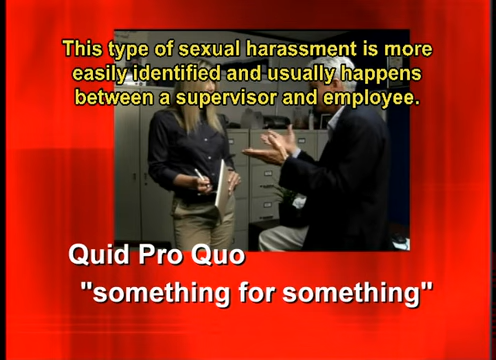 This type of sexual harassment is more
easily identified and usually happens
between a supervisor and employee.
Quid Pro Quo
"something for something"